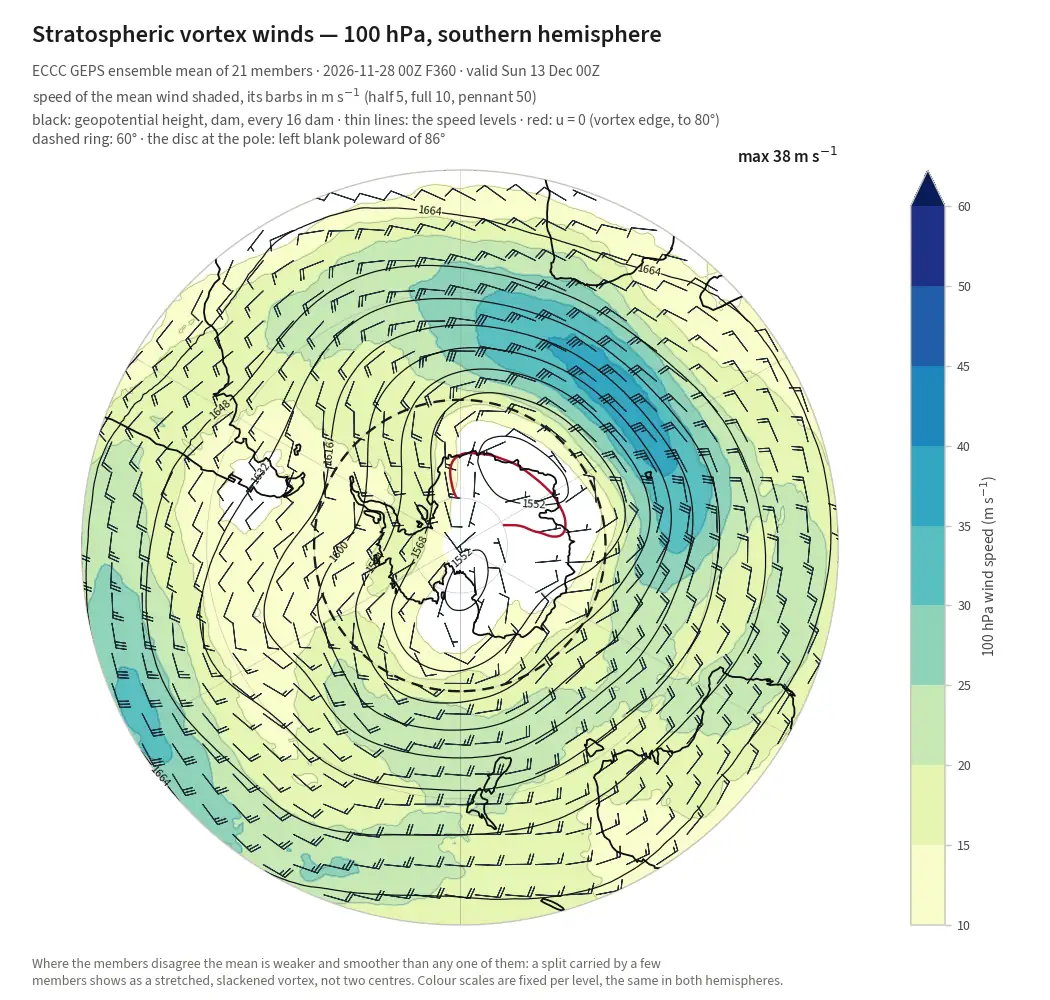 Stratospheric vortex winds — 100 hPa, southern hemisphere
ECCC GEPS ensemble mean of 21 members · 2026-11-28 00Z F360 · valid Sun 13 Dec 00Z
speed of the mean wind shaded, its barbs in m s⁻¹ (half 5, full 10, pennant 50)
black: geopotential height, dam, every 16 dam · thin lines: the speed levels · red: u = 0 (vortex edge, to 80°)
dashed ring: 60° · the disc at the pole: left blank poleward of 86°
max 38 m s⁻¹
1664
1664
1648
1616
1632
1552
1600
1568
1552
1664
60
50
45
40
35
30
25
20
15
10
100 hPa wind speed (m s⁻¹)
Where the members disagree the mean is weaker and smoother than any one of them: a split carried by a few
members shows as a stretched, slackened vortex, not two centres. Colour scales are fixed per level, the same in both hemispheres.